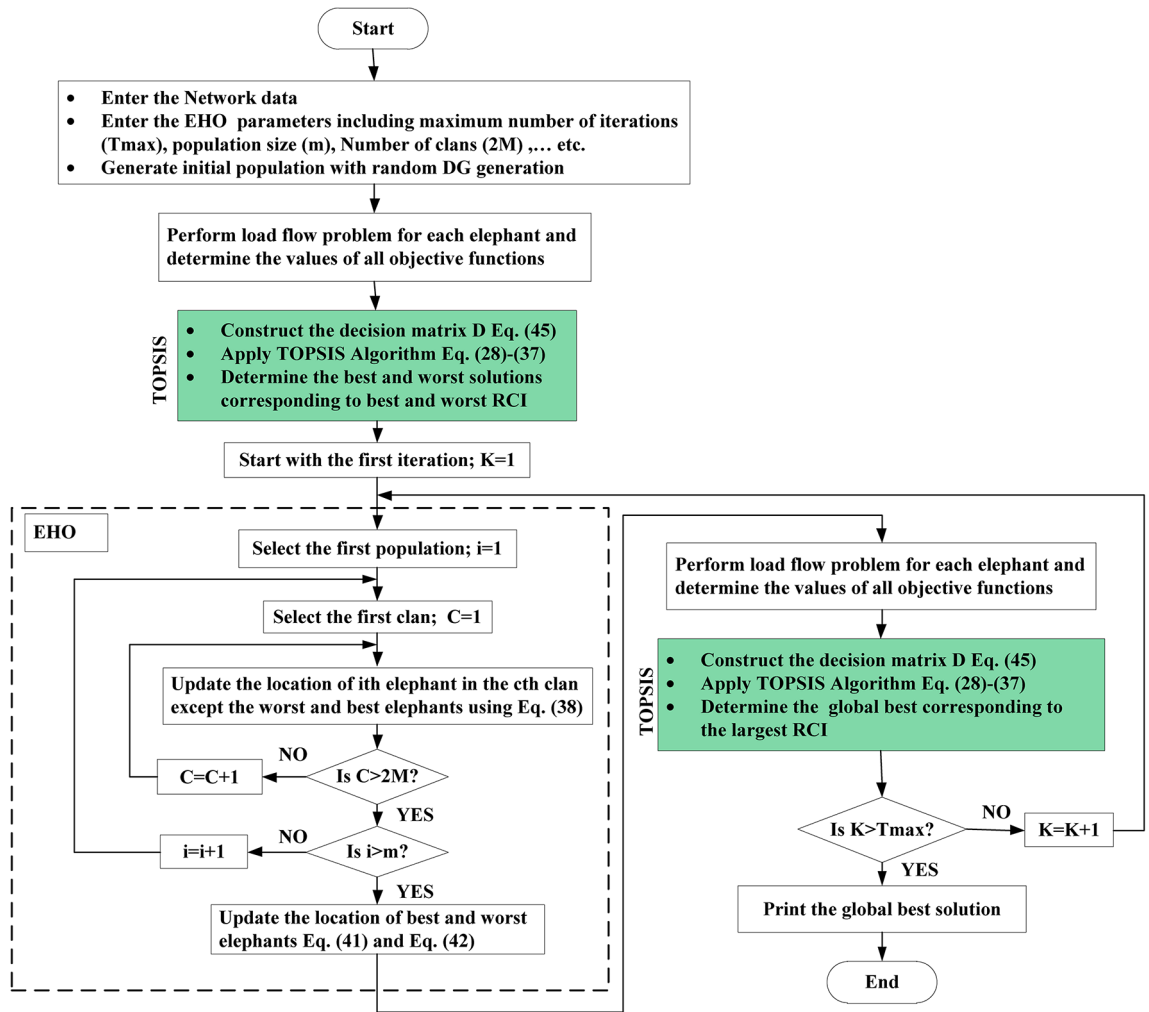 Start
• Enter the Network data
• Enter the EHO parameters including maximum number of iterations
(Tmax), population size (m), Number of clans (2M) ,… etc.
• Generate initial population with random DG generation
Perform load flow problem for each elephant and
determine the values of all objective functions
TOPSIS
• Construct the decision matrix D Eq. (45)
• Apply TOPSIS Algorithm Eq. (28)-(37)
• Determine the best and worst solutions
corresponding to best and worst RCI
Start with the first iteration; K=1
EHO
Select the first population; i=1
Select the first clan; C=1
Update the location of ith elephant in the cth clan
except the worst and best elephants using Eq. (38)
Is C>2M?
NO
C=C+1
YES
Is i>m?
NO
i=i+1
YES
Update the location of best and worst
elephants Eq. (41) and Eq. (42)
Perform load flow problem for each elephant and
determine the values of all objective functions
TOPSIS
• Construct the decision matrix D Eq. (45)
• Apply TOPSIS Algorithm Eq. (28)-(37)
• Determine the global best corresponding to
the largest RCI
Is K>Tmax?
NO
K=K+1
YES
Print the global best solution
End